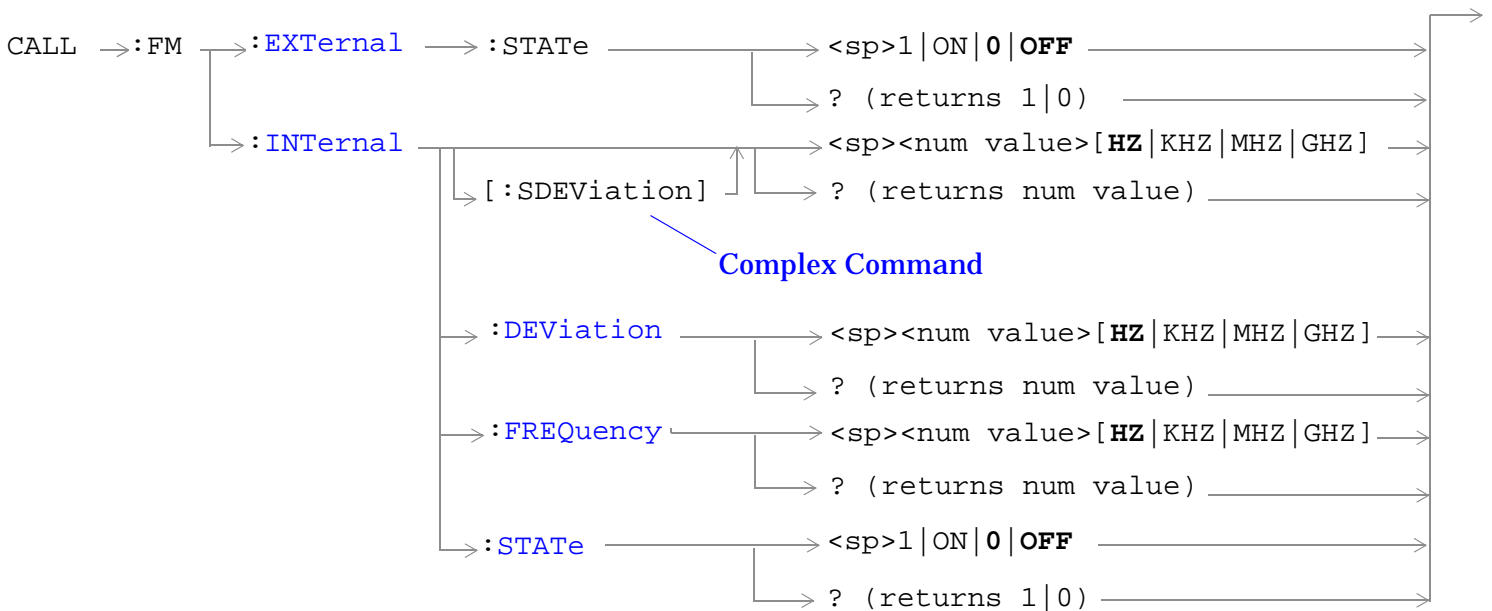 CALL :FM :EXTernal :STATe <sp>1|ON|0|OFF
? (returns 1|0)
:INTernal <sp><num value>[HZ|KHZ|MHZ|GHZ]
[:SDEViation] ? (returns num value)
Complex Command
:DEViation <sp><num value>[HZ|KHZ|MHZ|GHZ]
? (returns num value)
:FREQuency <sp><num value>[HZ|KHZ|MHZ|GHZ]
? (returns num value)
:STATe <sp>1|ON|0|OFF
? (returns 1|0)